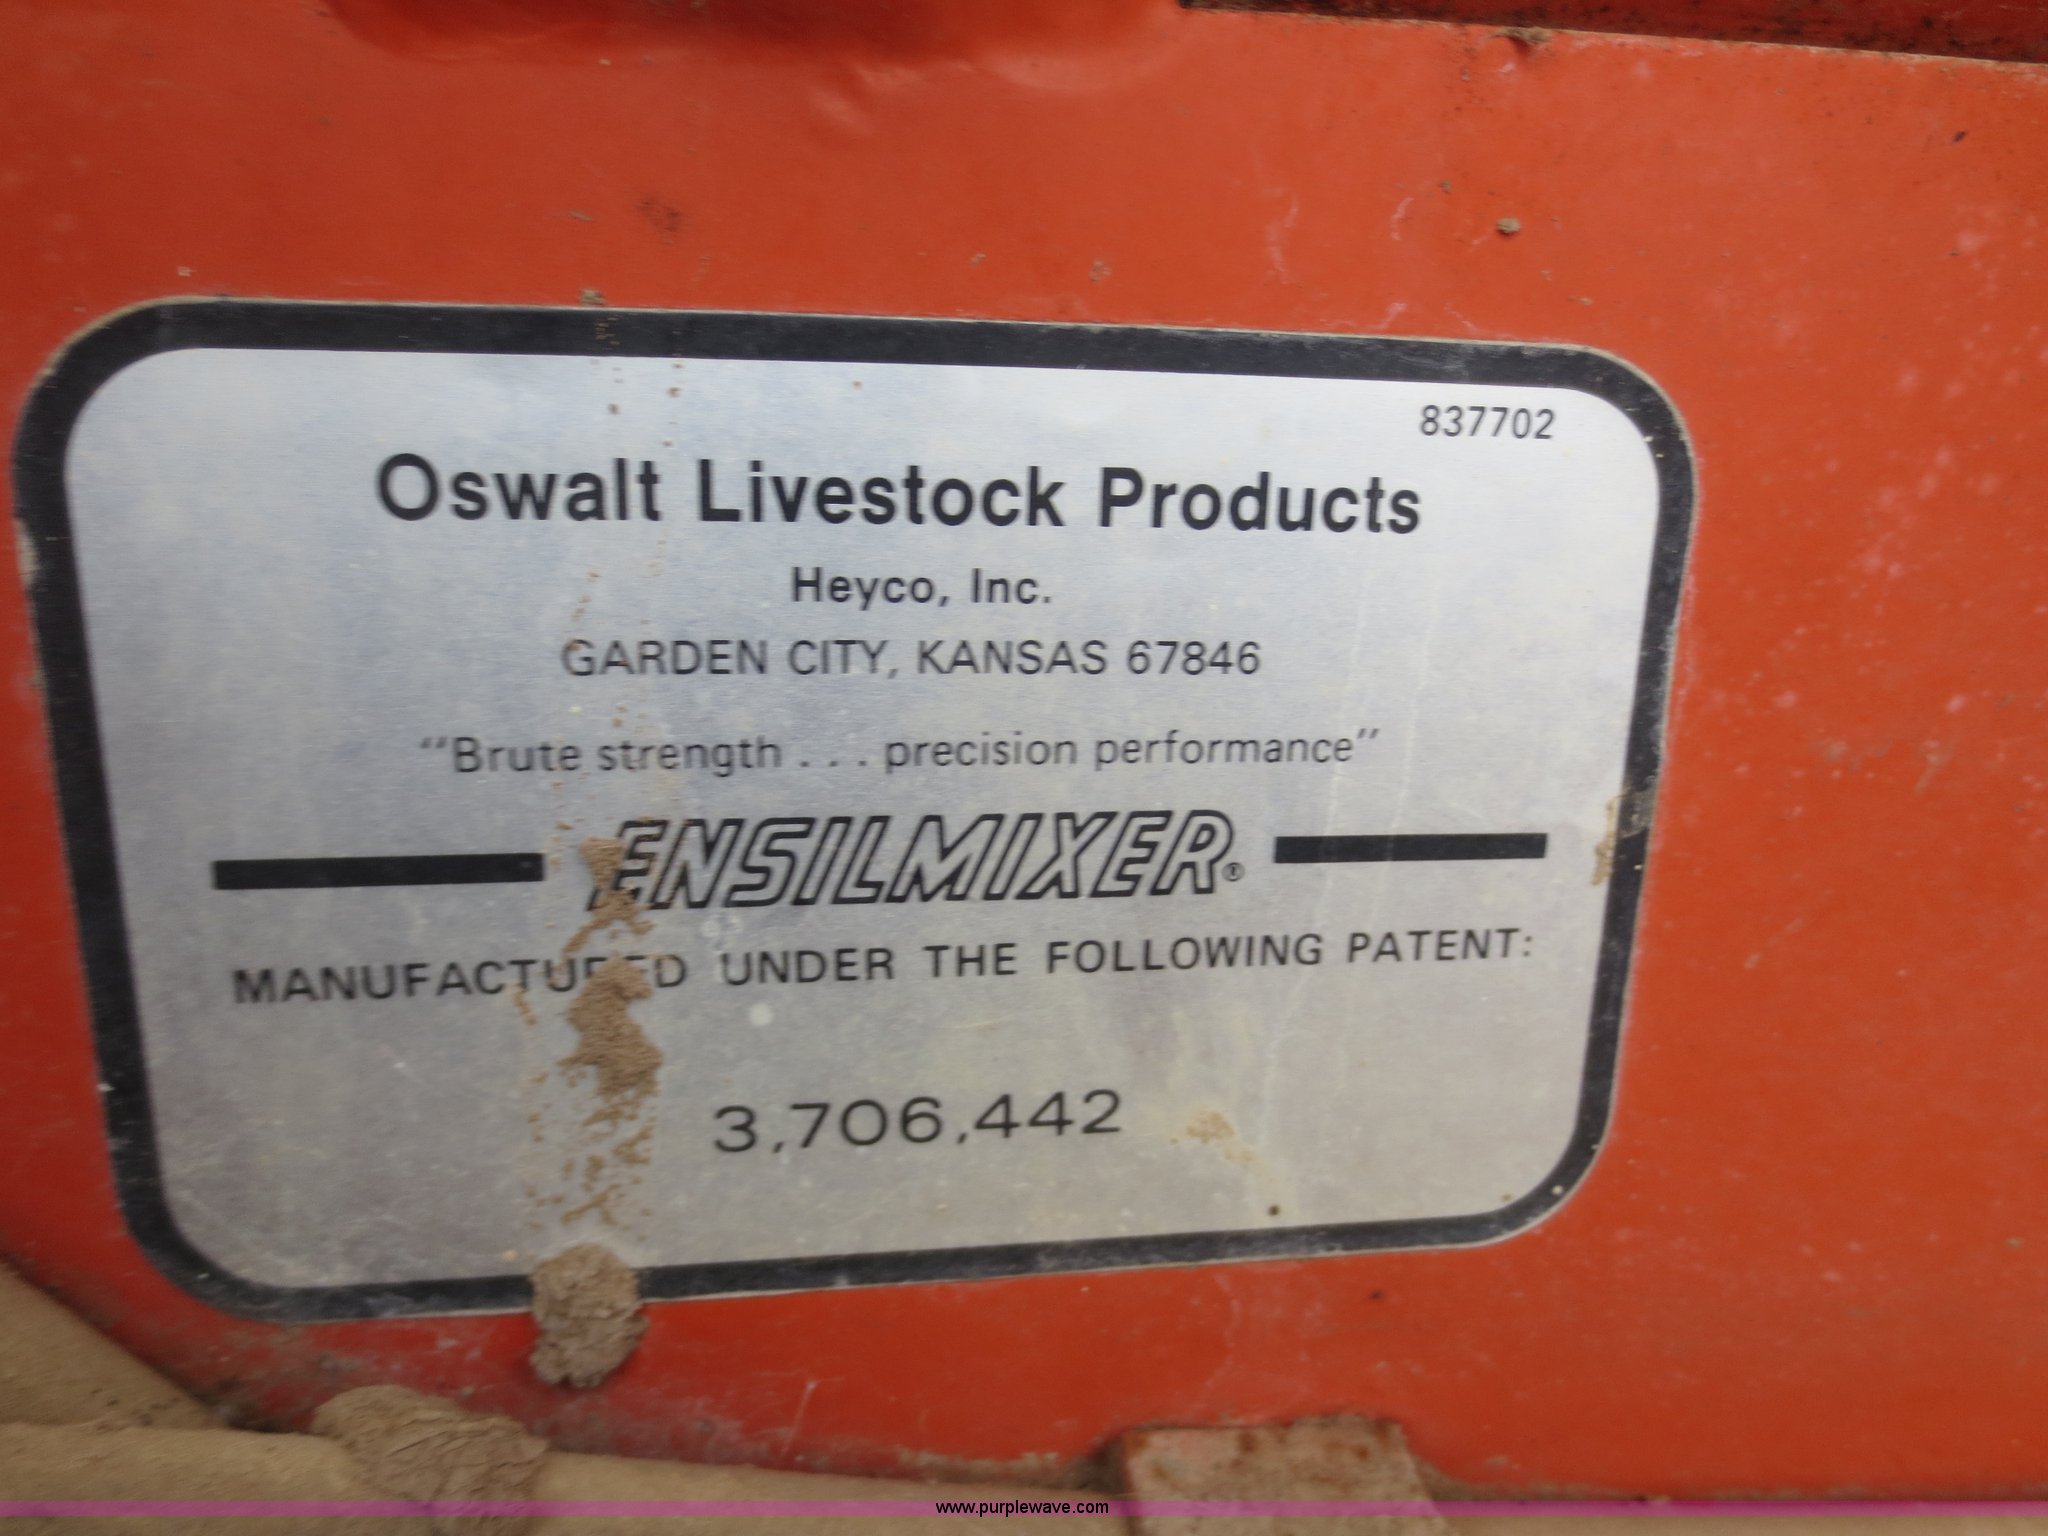 837702
Oswalt Livestock Products
Heyco, Inc.
GARDEN CITY, KANSAS 67846
"Brute strength . . . precision performance"
ENSILMIXER®
MANUFACTURED UNDER THE FOLLOWING PATENT:
3,706,442
www.purplewave.com